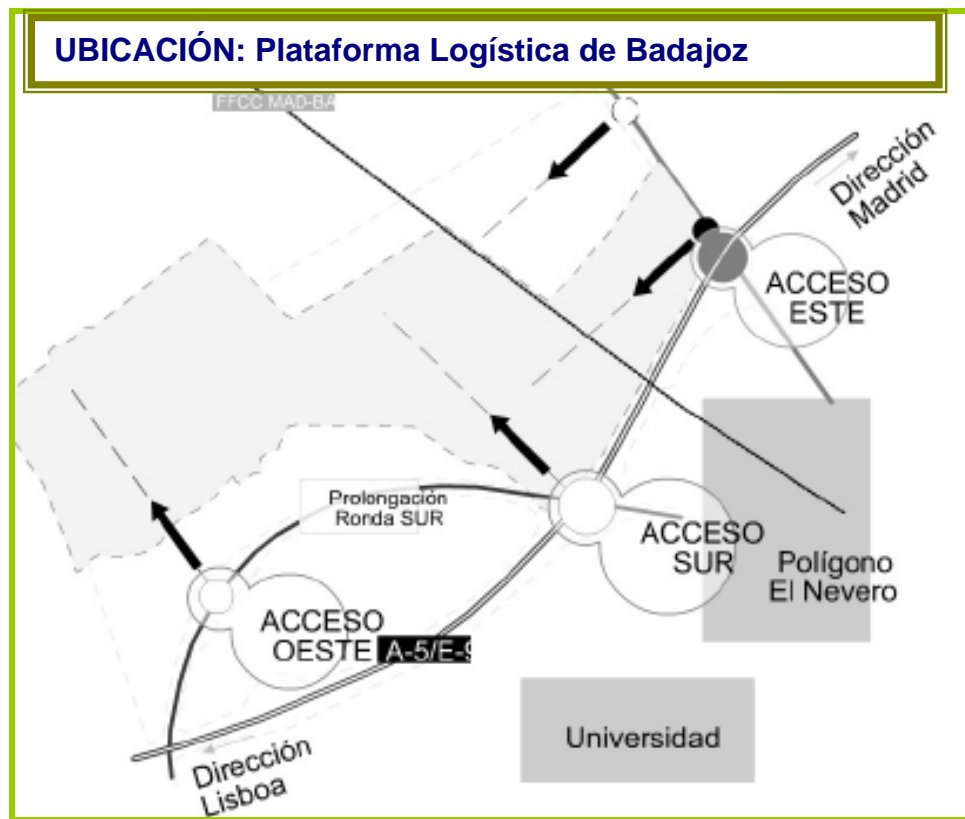 UBICACIÓN: Plataforma Logística de Badajoz
FFCC MAD-BA
Dirección
Madrid
ACCESO
ESTE
Prolongación
Ronda SUR
ACCESO
SUR
Polígono
El Nevero
ACCESO
OESTE
A-5/E-9
Universidad
Dirección
Lisboa